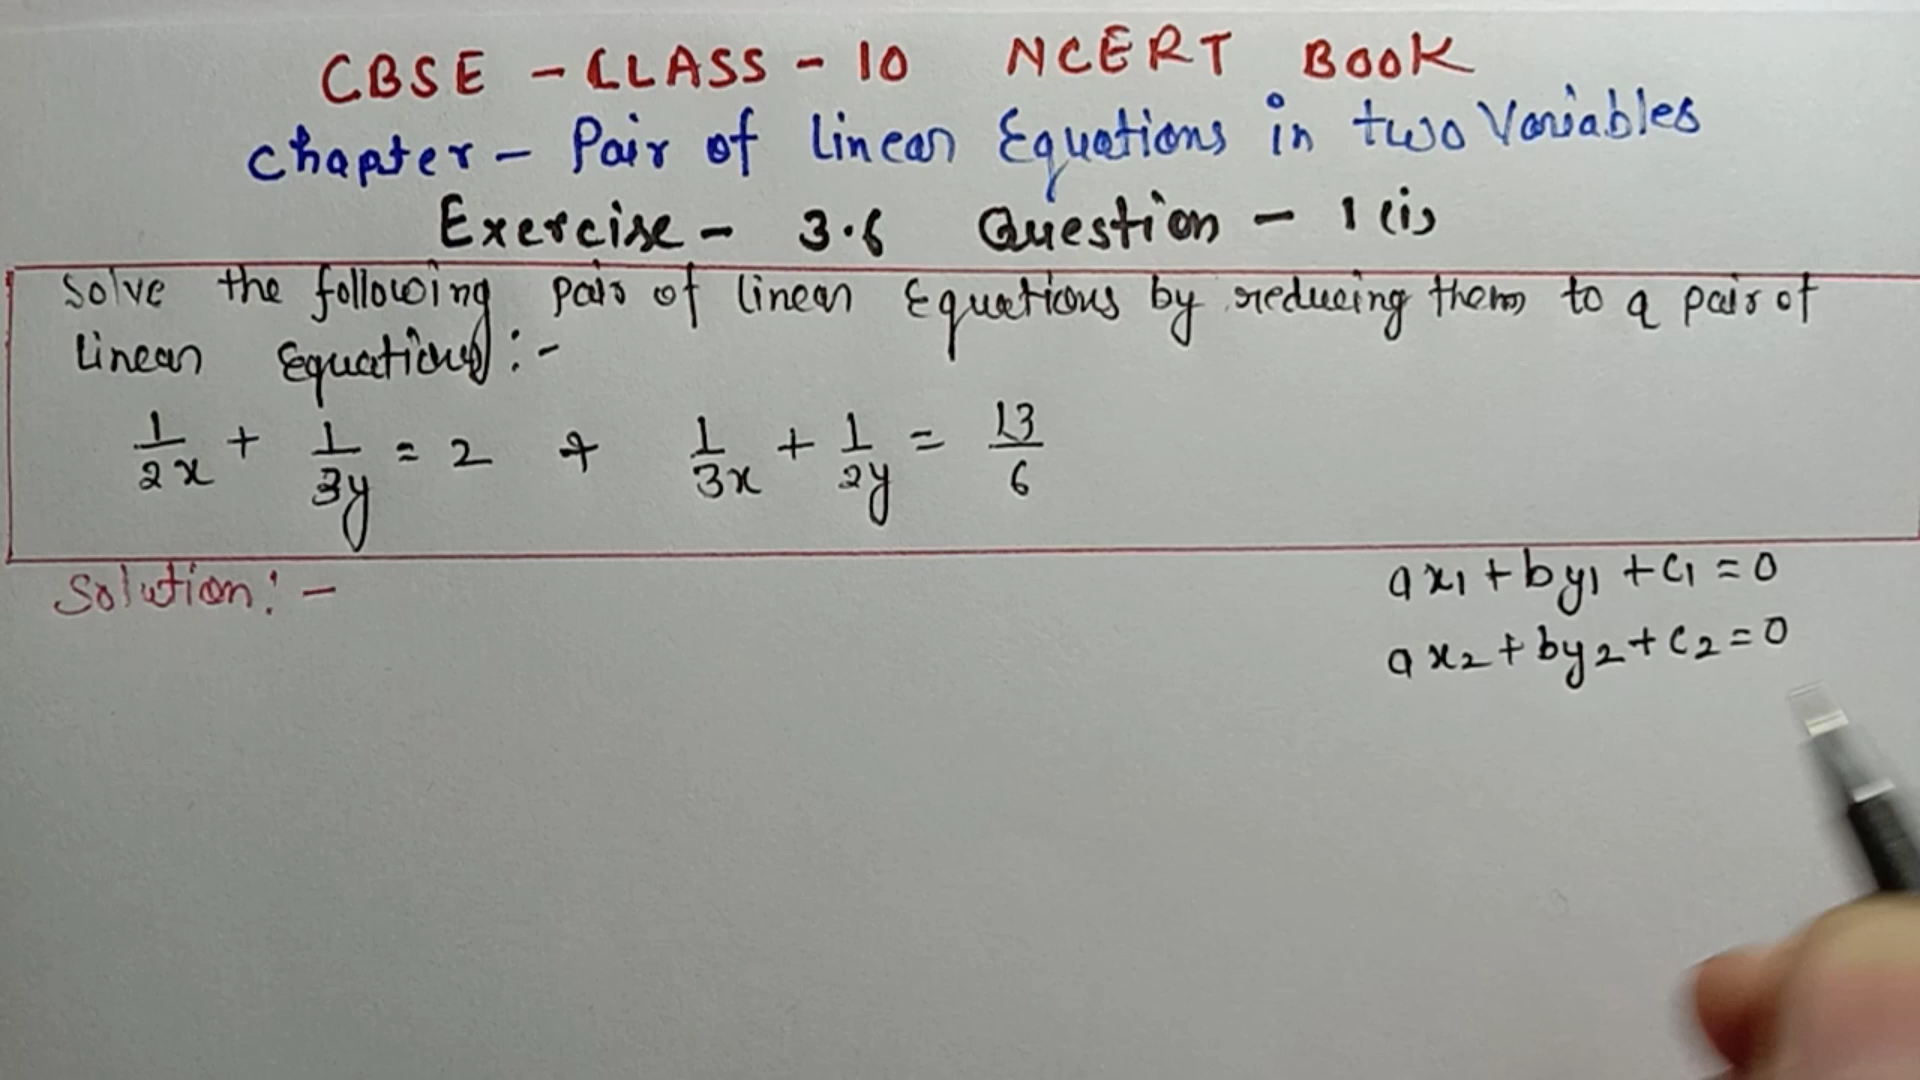 CBSE - CLASS - 10 NCERT BOOK
Chapter - Pair of Linear Equations in two Variables
Exercise - 3.6 Question - 1 (i)
Solve the following pair of linear Equations by reducing them to a pair of
Linear Equations :-
1/2x + 1/3y = 2 & 1/3x + 1/2y = 13/6
Solution: -
ax₁ + by₁ + c₁ = 0
ax₂ + by₂ + c₂ = 0